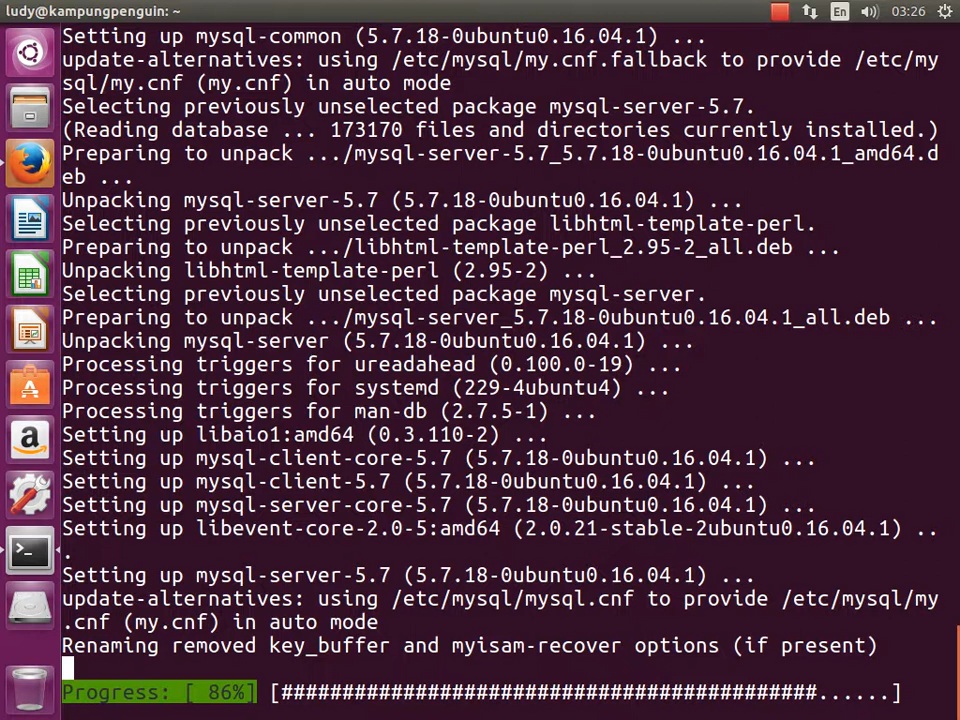 ludy@kampungpenguin: ~
En
03:26
Setting up mysql-common (5.7.18-0ubuntu0.16.04.1) ...
update-alternatives: using /etc/mysql/my.cnf.fallback to provide /etc/my
sql/my.cnf (my.cnf) in auto mode
Selecting previously unselected package mysql-server-5.7.
(Reading database ... 173170 files and directories currently installed.)
Preparing to unpack .../mysql-server-5.7_5.7.18-0ubuntu0.16.04.1_amd64.d
eb ...
Unpacking mysql-server-5.7 (5.7.18-0ubuntu0.16.04.1) ...
Selecting previously unselected package libhtml-template-perl.
Preparing to unpack .../libhtml-template-perl_2.95-2_all.deb ...
Unpacking libhtml-template-perl (2.95-2) ...
Selecting previously unselected package mysql-server.
Preparing to unpack .../mysql-server_5.7.18-0ubuntu0.16.04.1_all.deb ...
Unpacking mysql-server (5.7.18-0ubuntu0.16.04.1) ...
Processing triggers for ureadahead (0.100.0-19) ...
Processing triggers for systemd (229-4ubuntu4) ...
Processing triggers for man-db (2.7.5-1) ...
Setting up libaio1:amd64 (0.3.110-2) ...
Setting up mysql-client-core-5.7 (5.7.18-0ubuntu0.16.04.1) ...
Setting up mysql-client-5.7 (5.7.18-0ubuntu0.16.04.1) ...
Setting up mysql-server-core-5.7 (5.7.18-0ubuntu0.16.04.1) ...
Setting up libevent-core-2.0-5:amd64 (2.0.21-stable-2ubuntu0.16.04.1) ..
.
Setting up mysql-server-5.7 (5.7.18-0ubuntu0.16.04.1) ...
update-alternatives: using /etc/mysql/mysql.cnf to provide /etc/mysql/my
.cnf (my.cnf) in auto mode
Renaming removed key_buffer and myisam-recover options (if present)
Progress: [ 86%] [############################################......]